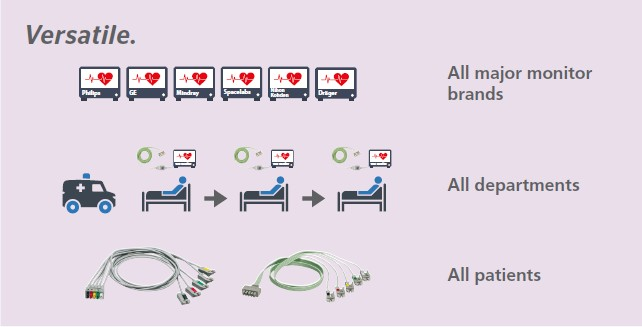 Versatile.
Philips GE Mindray Spacelabs Nihon Kohden Dräger
All major monitor
brands
All departments
All patients